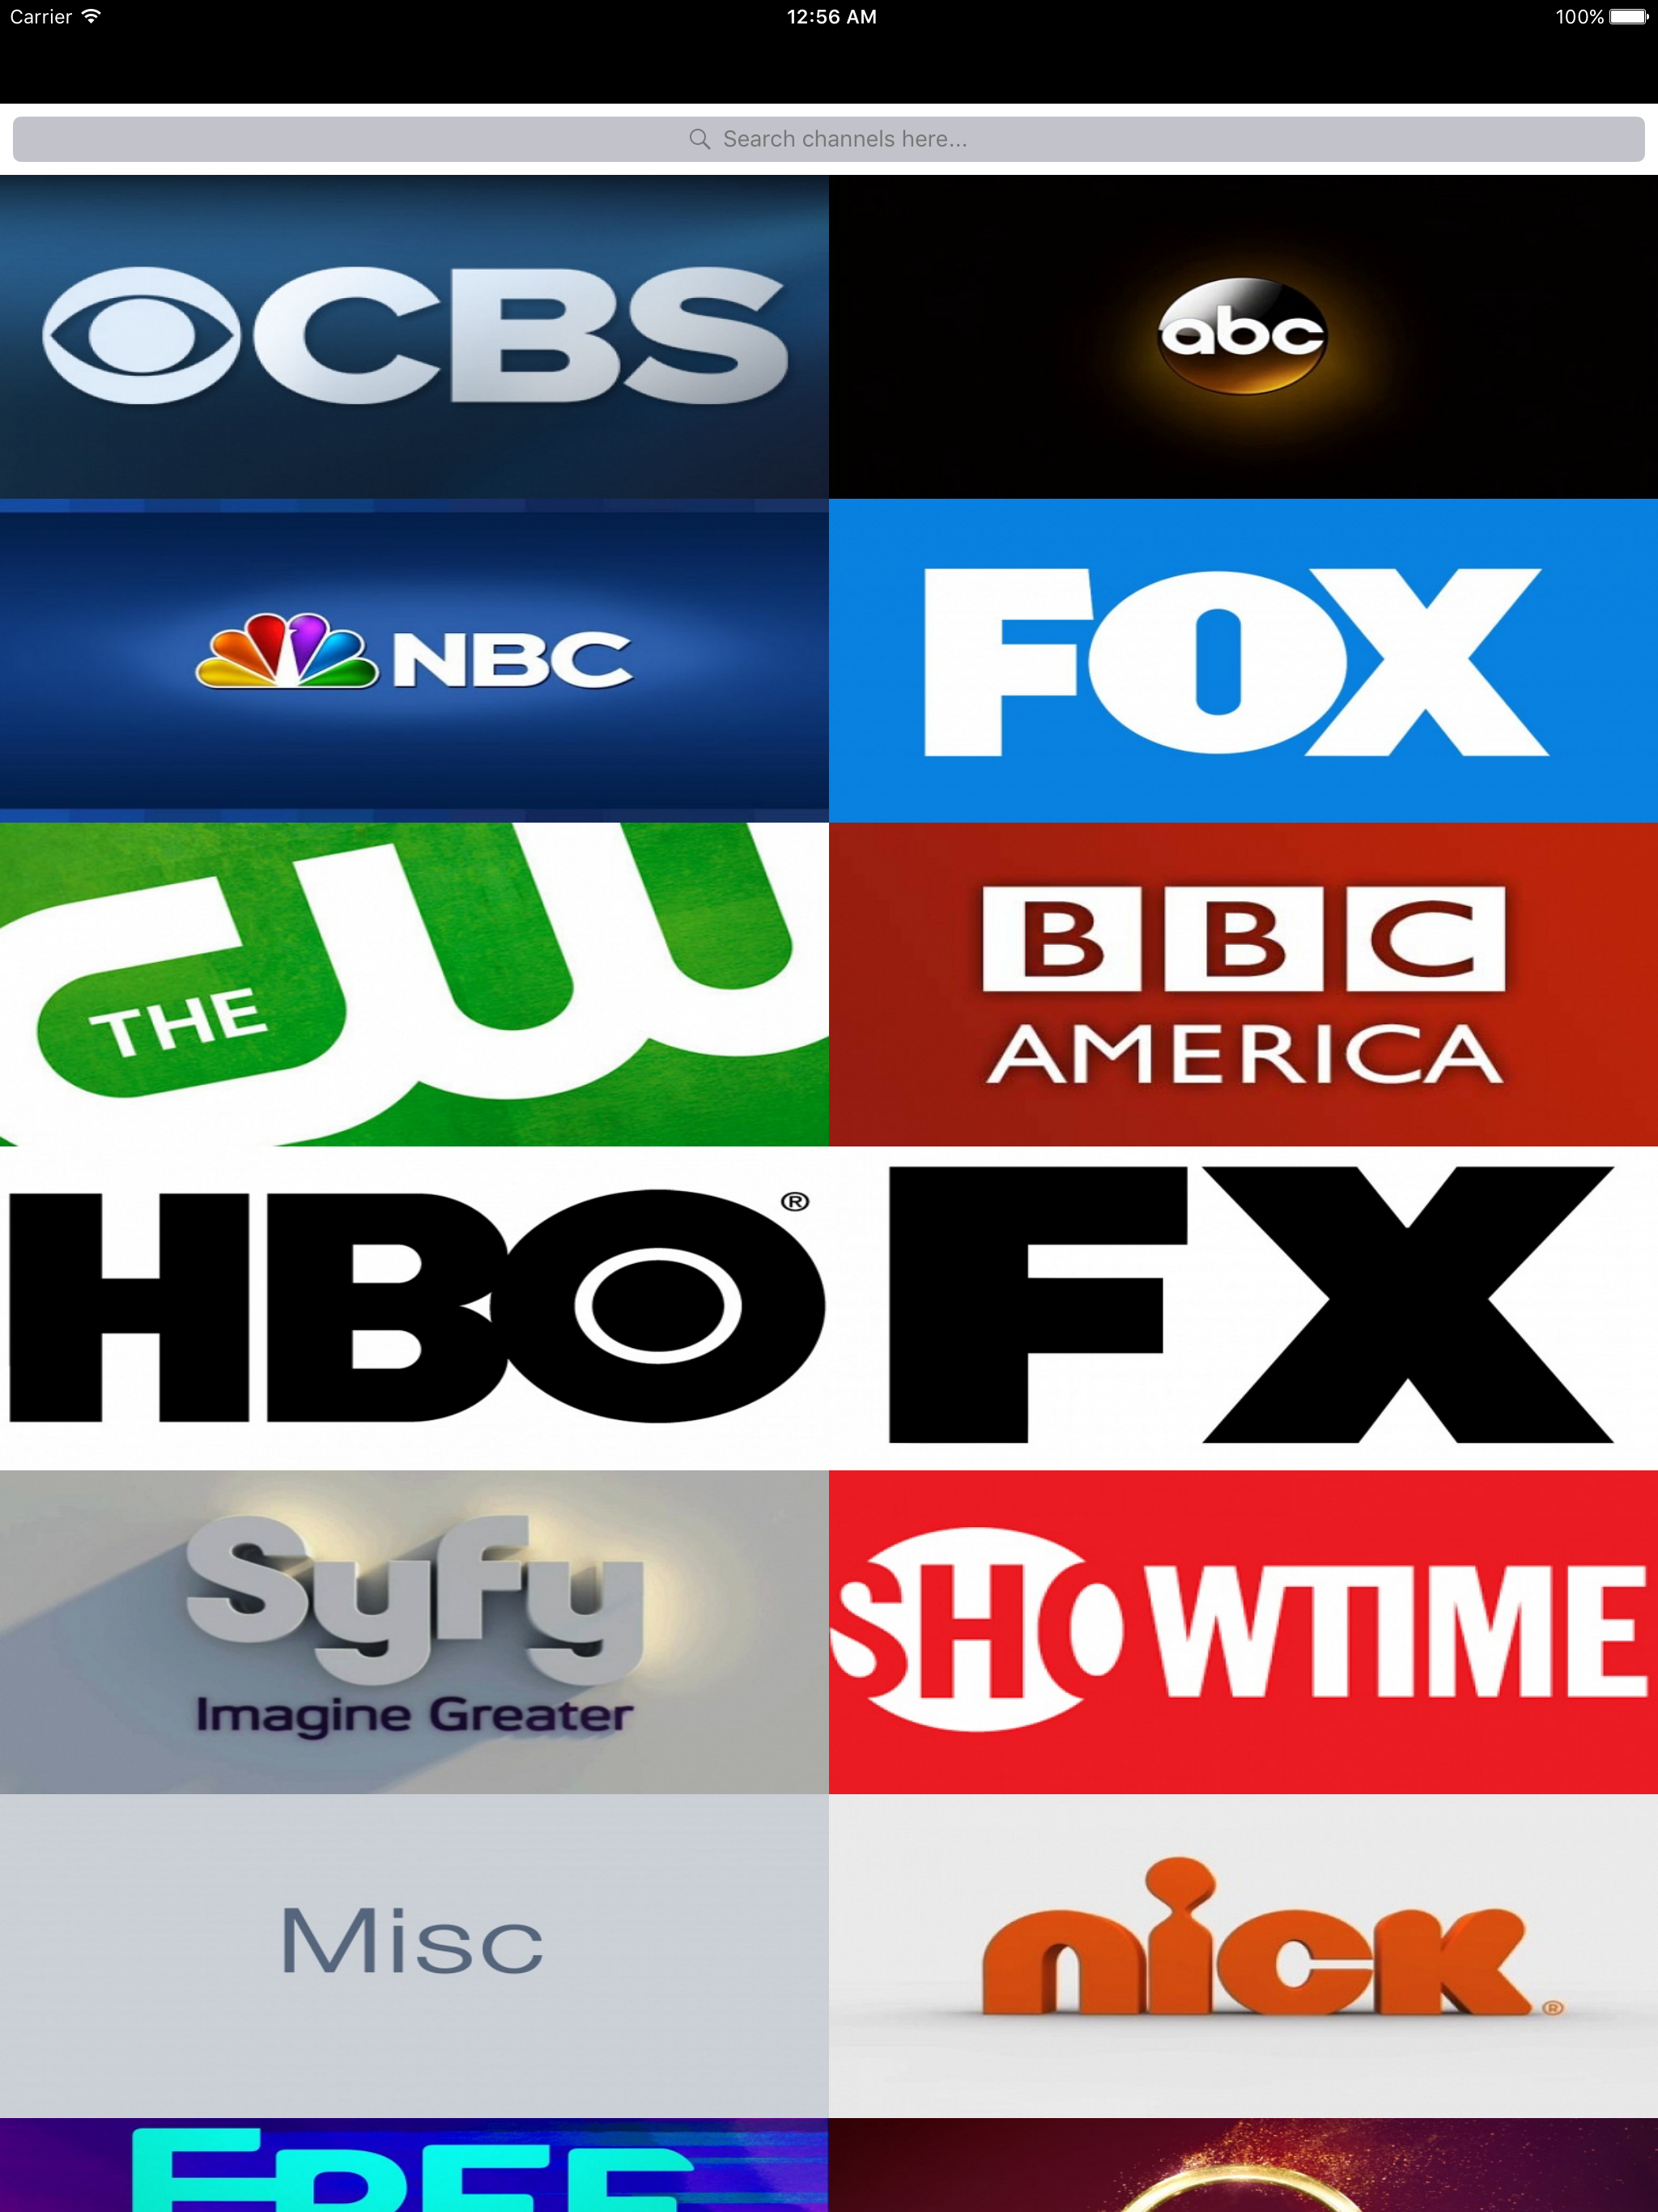 Carrier 12:56 AM 100%
Search channels here...
CBS
abc
NBC
FOX
THE CW
BBC
AMERICA
HBO®
FX
Syfy
Imagine Greater
SHOWTIME
Misc
nick®
FREE